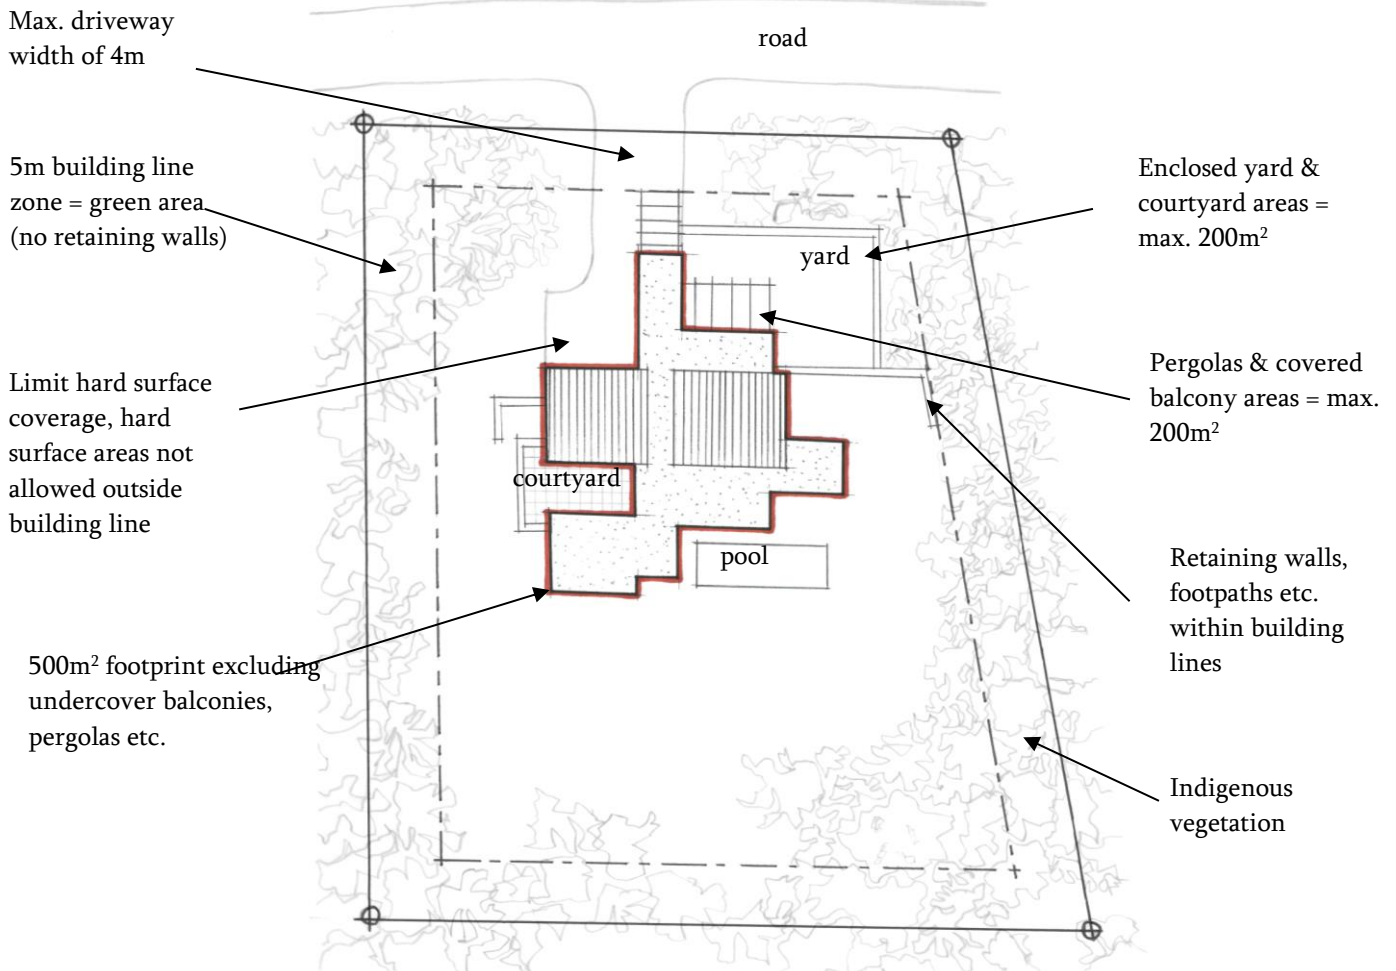 Max. driveway
width of 4m
road
5m building line
zone = green area
(no retaining walls)
Enclosed yard &
courtyard areas =
max. 200m²
yard
Limit hard surface
coverage, hard
surface areas not
allowed outside
building line
Pergolas & covered
balcony areas = max.
200m²
courtyard
pool
Retaining walls,
footpaths etc.
within building
lines
500m² footprint excluding
undercover balconies,
pergolas etc.
Indigenous
vegetation